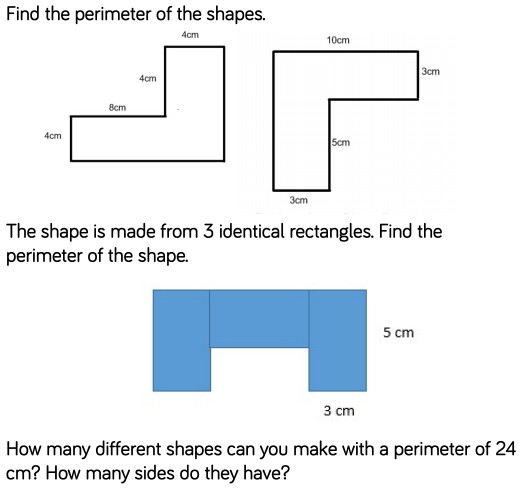 Find the perimeter of the shapes.
4cm
10cm
4cm
3cm
8cm
4cm
5cm
3cm
The shape is made from 3 identical rectangles. Find the
perimeter of the shape.
5 cm
3 cm
How many different shapes can you make with a perimeter of 24
cm? How many sides do they have?